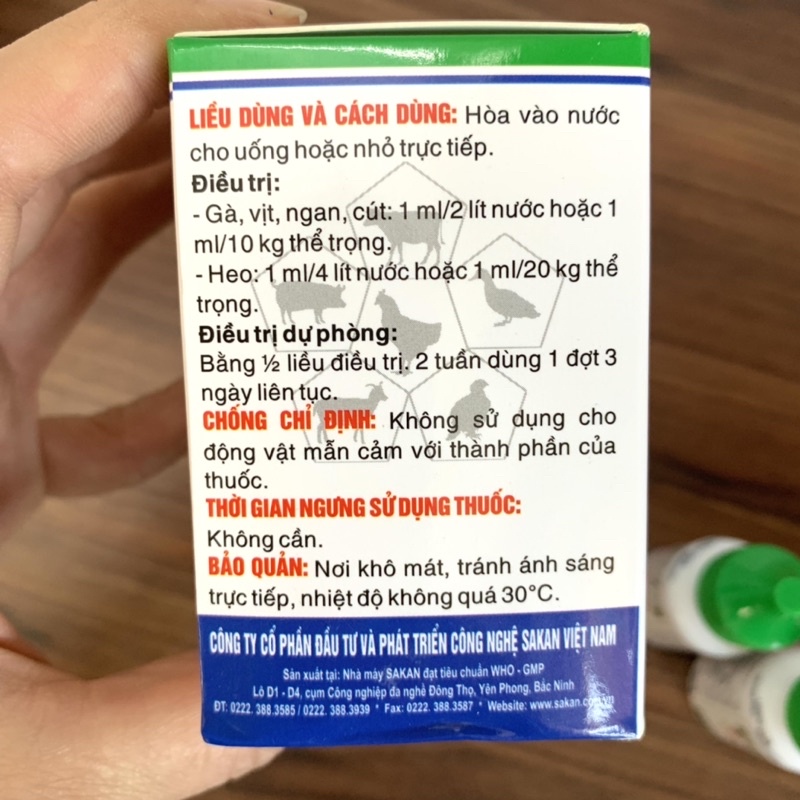 LIỀU DÙNG VÀ CÁCH DÙNG: Hòa vào nước
cho uống hoặc nhỏ trực tiếp.
Điều trị:
- Gà, vịt, ngan, cút: 1 ml/2 lít nước hoặc 1
ml/10 kg thể trọng.
- Heo: 1 ml/4 lít nước hoặc 1 ml/20 kg thể
trọng.
Điều trị dự phòng:
Bằng ½ liều điều trị. 2 tuần dùng 1 đợt 3
ngày liên tục.
CHỐNG CHỈ ĐỊNH: Không sử dụng cho
động vật mẫn cảm với thành phần của
thuốc.
THỜI GIAN NGƯNG SỬ DỤNG THUỐC:
Không cần.
BẢO QUẢN: Nơi khô mát, tránh ánh sáng
trực tiếp, nhiệt độ không quá 30°C.
CÔNG TY CỔ PHẦN ĐẦU TƯ VÀ PHÁT TRIỂN CÔNG NGHỆ SAKAN VIỆT NAM
Sản xuất tại: Nhà máy SAKAN đạt tiêu chuẩn WHO - GMP
Lô D1 - D4, cụm Công nghiệp đa nghề Đông Thọ, Yên Phong, Bắc Ninh
ĐT: 0222. 388.3585 / 0222. 388.3939 * Fax: 0222. 388.3587 * Website: www.sakan.com.vn